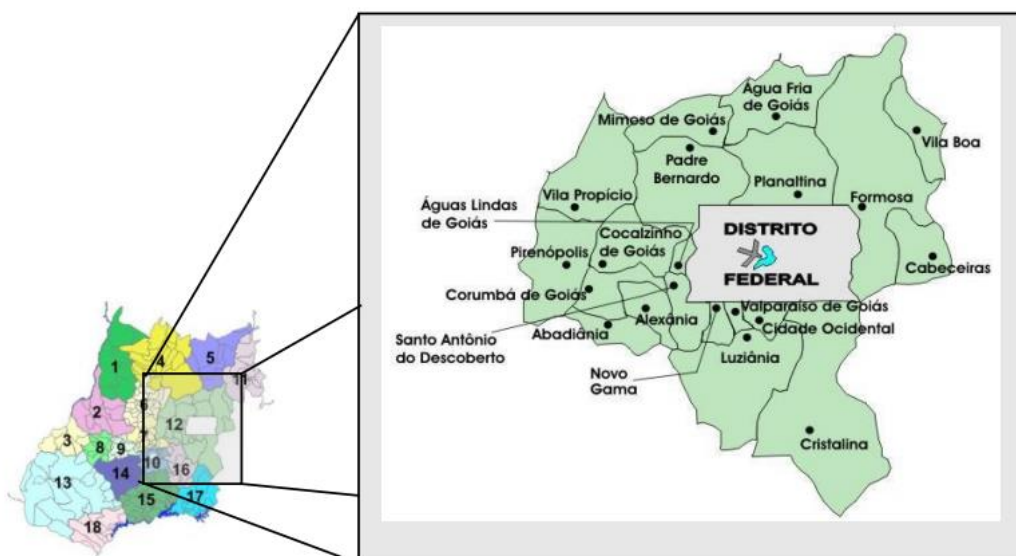 Água Fria
de Goiás
Mimoso de Goiás
Vila Boa
Padre
Bernardo
Planaltina
Águas Lindas
de Goiás
Vila Propício
Formosa
Cocalzinho
de Goiás
DISTRITO
FEDERAL
Pirenópolis
Cabeceiras
Corumbá de Goiás
Valparaíso de Goiás
Alexânia
Cidade Ocidental
Abadiânia
Santo Antônio
do Descoberto
Luziânia
Novo
Gama
Cristalina
1
4
5
11
6
2
12
3
7
8
9
10
14
16
13
15
17
18